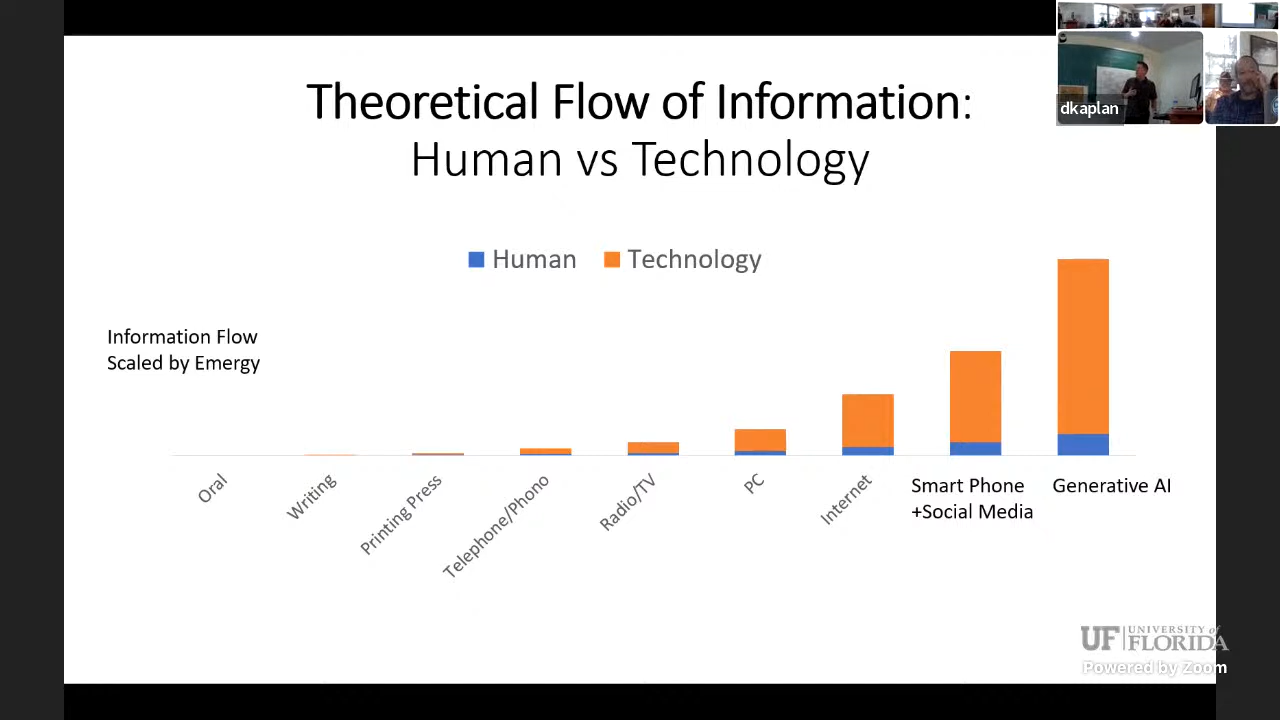 Theoretical Flow of Information:
Human vs Technology
dkaplan
Human
Technology
Information Flow
Scaled by Emergy
Oral
Writing
Printing Press
Telephone/Phono
Radio/TV
PC
Internet
Smart Phone
+Social Media
Generative AI
UF UNIVERSITY of
FLORIDA
Powered by Zoom